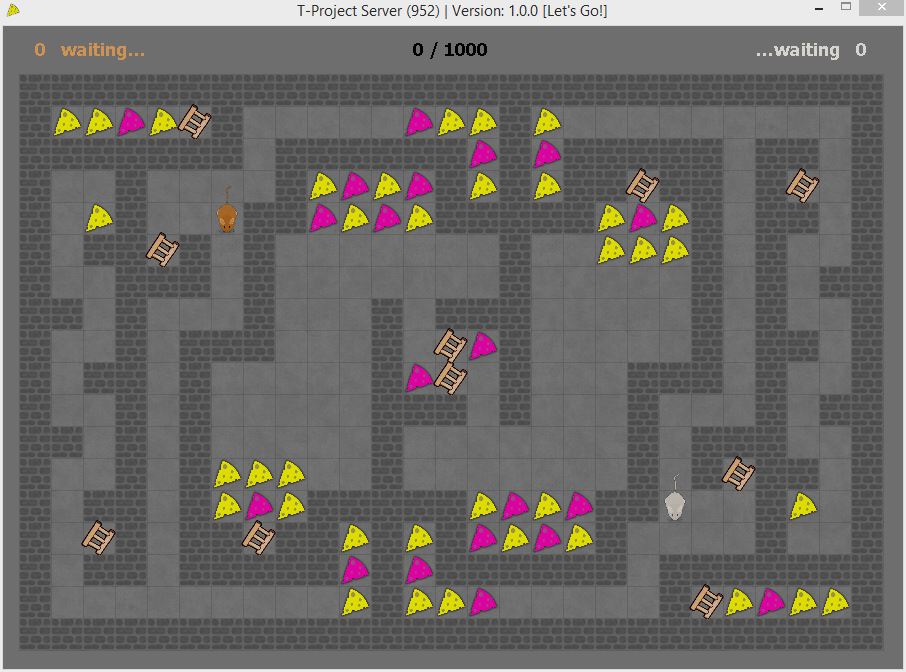 T-Project Server (952) | Version: 1.0.0 [Let's Go!]
0 waiting... 0 / 1000 ...waiting 0